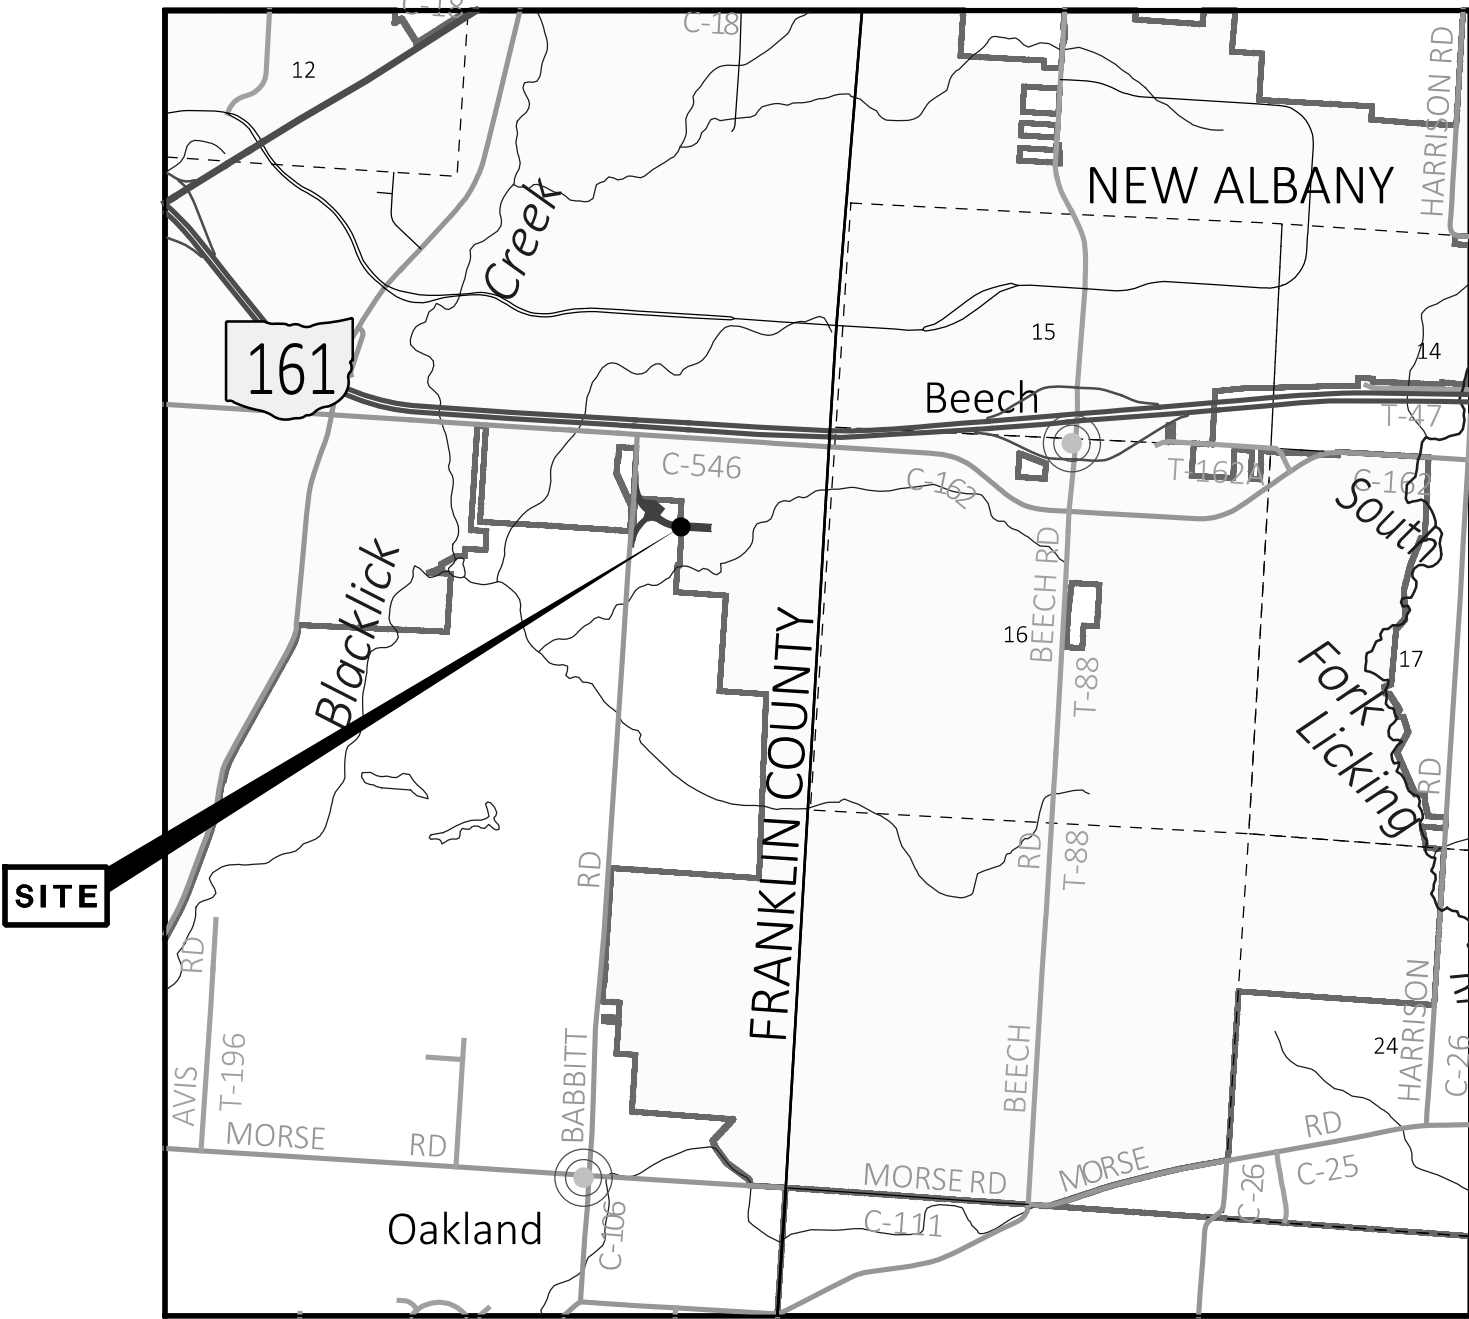 C-18
C-18
12
HARRISON RD
NEW ALBANY
Creek
15
14
161
Beech
T-47
C-546
C-162
T-162A
C-162
South
BEECH RD
Blacklick
16
17
Fork
T-88
Licking
FRANKLIN COUNTY
RD
RD
RD
T-88
SITE
RD
AVIS
T-196
BABBITT
BEECH
HARRISON
24
C-26
MORSE
RD
RD
MORSE RD
MORSE
C-25
C-26
C-111
Oakland
C-106